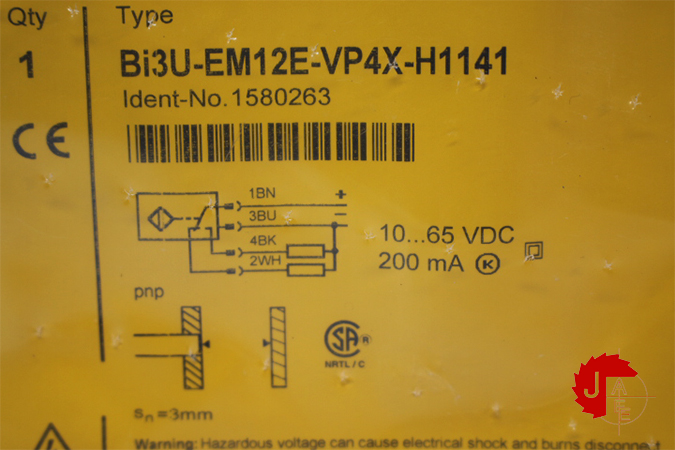 Qty Type
1 Bi3U-EM12E-VP4X-H1141
Ident-No. 1580263
CE
1BN +
3BU −
4BK
2WH
10...65 VDC
200 mA K
pnp
SA R
NRTL / C
sn=3mm
Warning: Hazardous voltage can cause electrical shock and burns disconnect
J